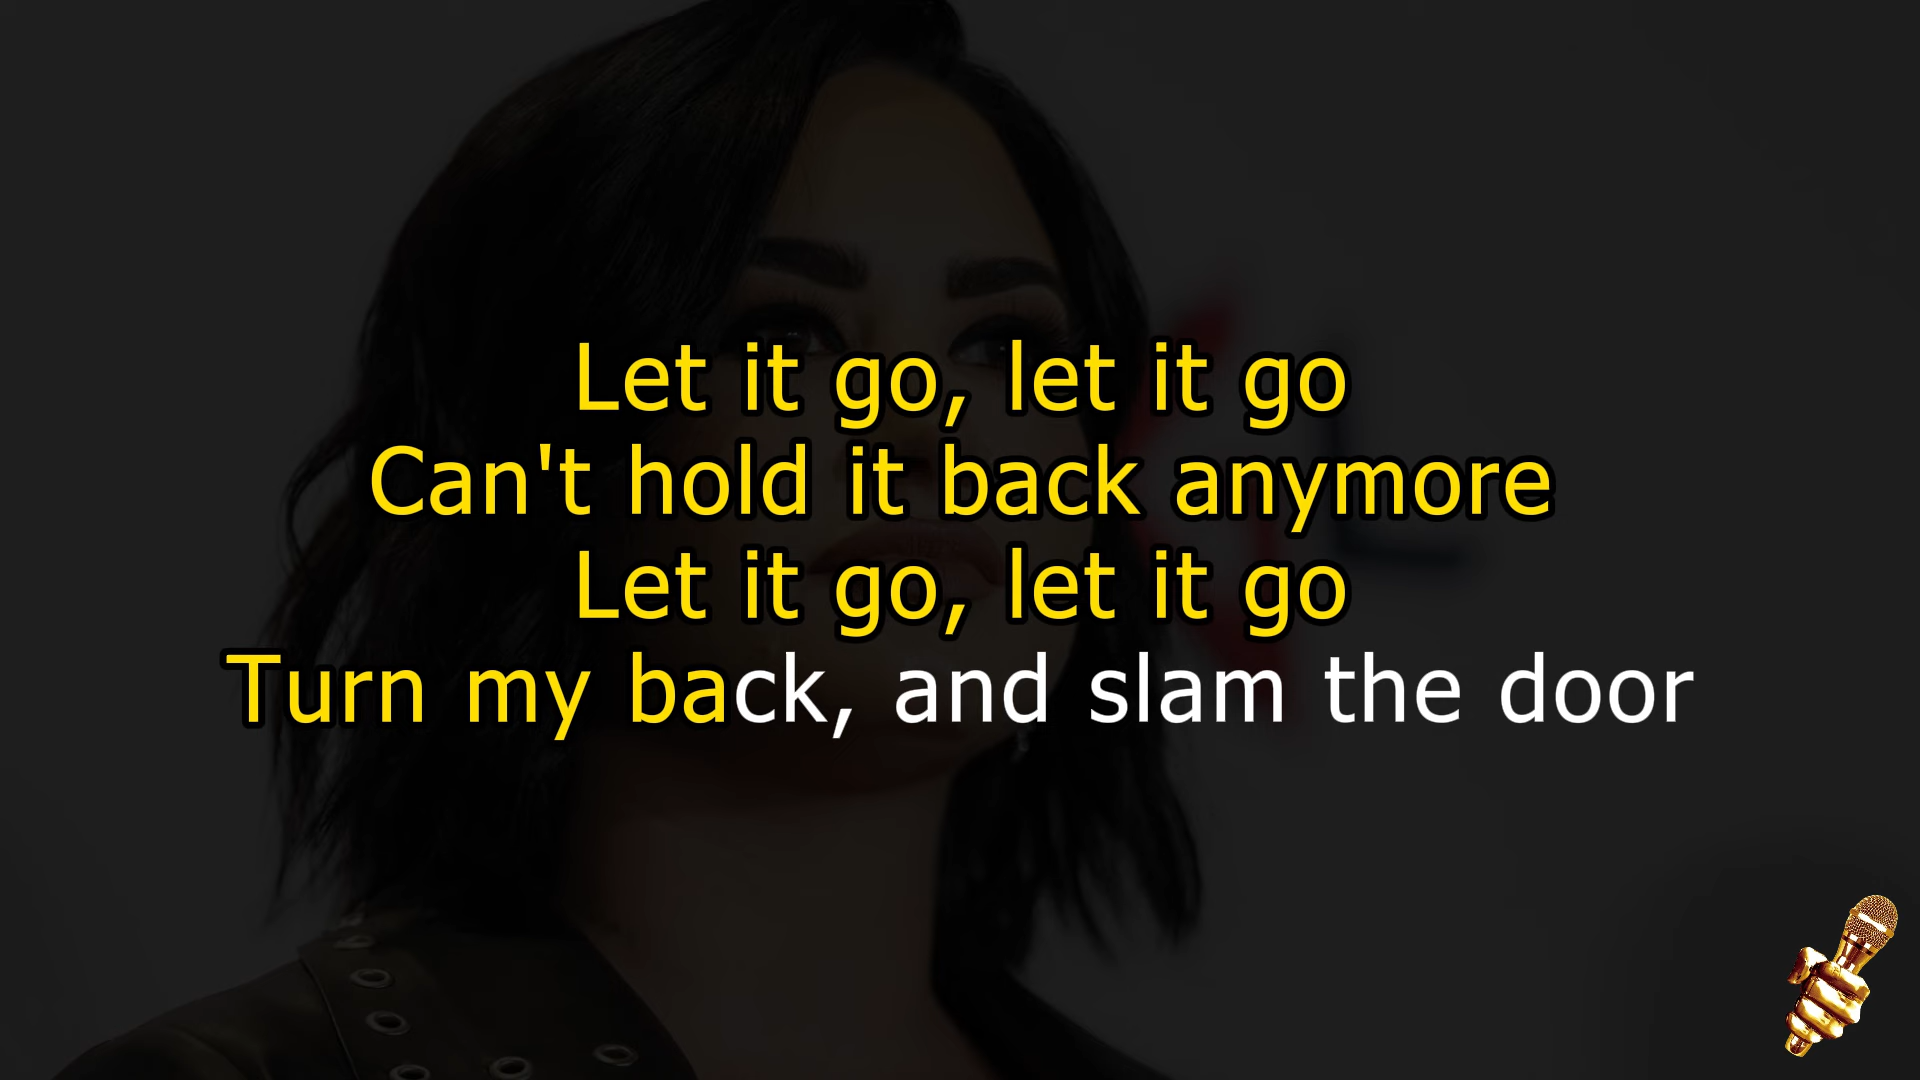 Let it go, let it go
Can't hold it back anymore
Let it go, let it go
Turn my back, and slam the door